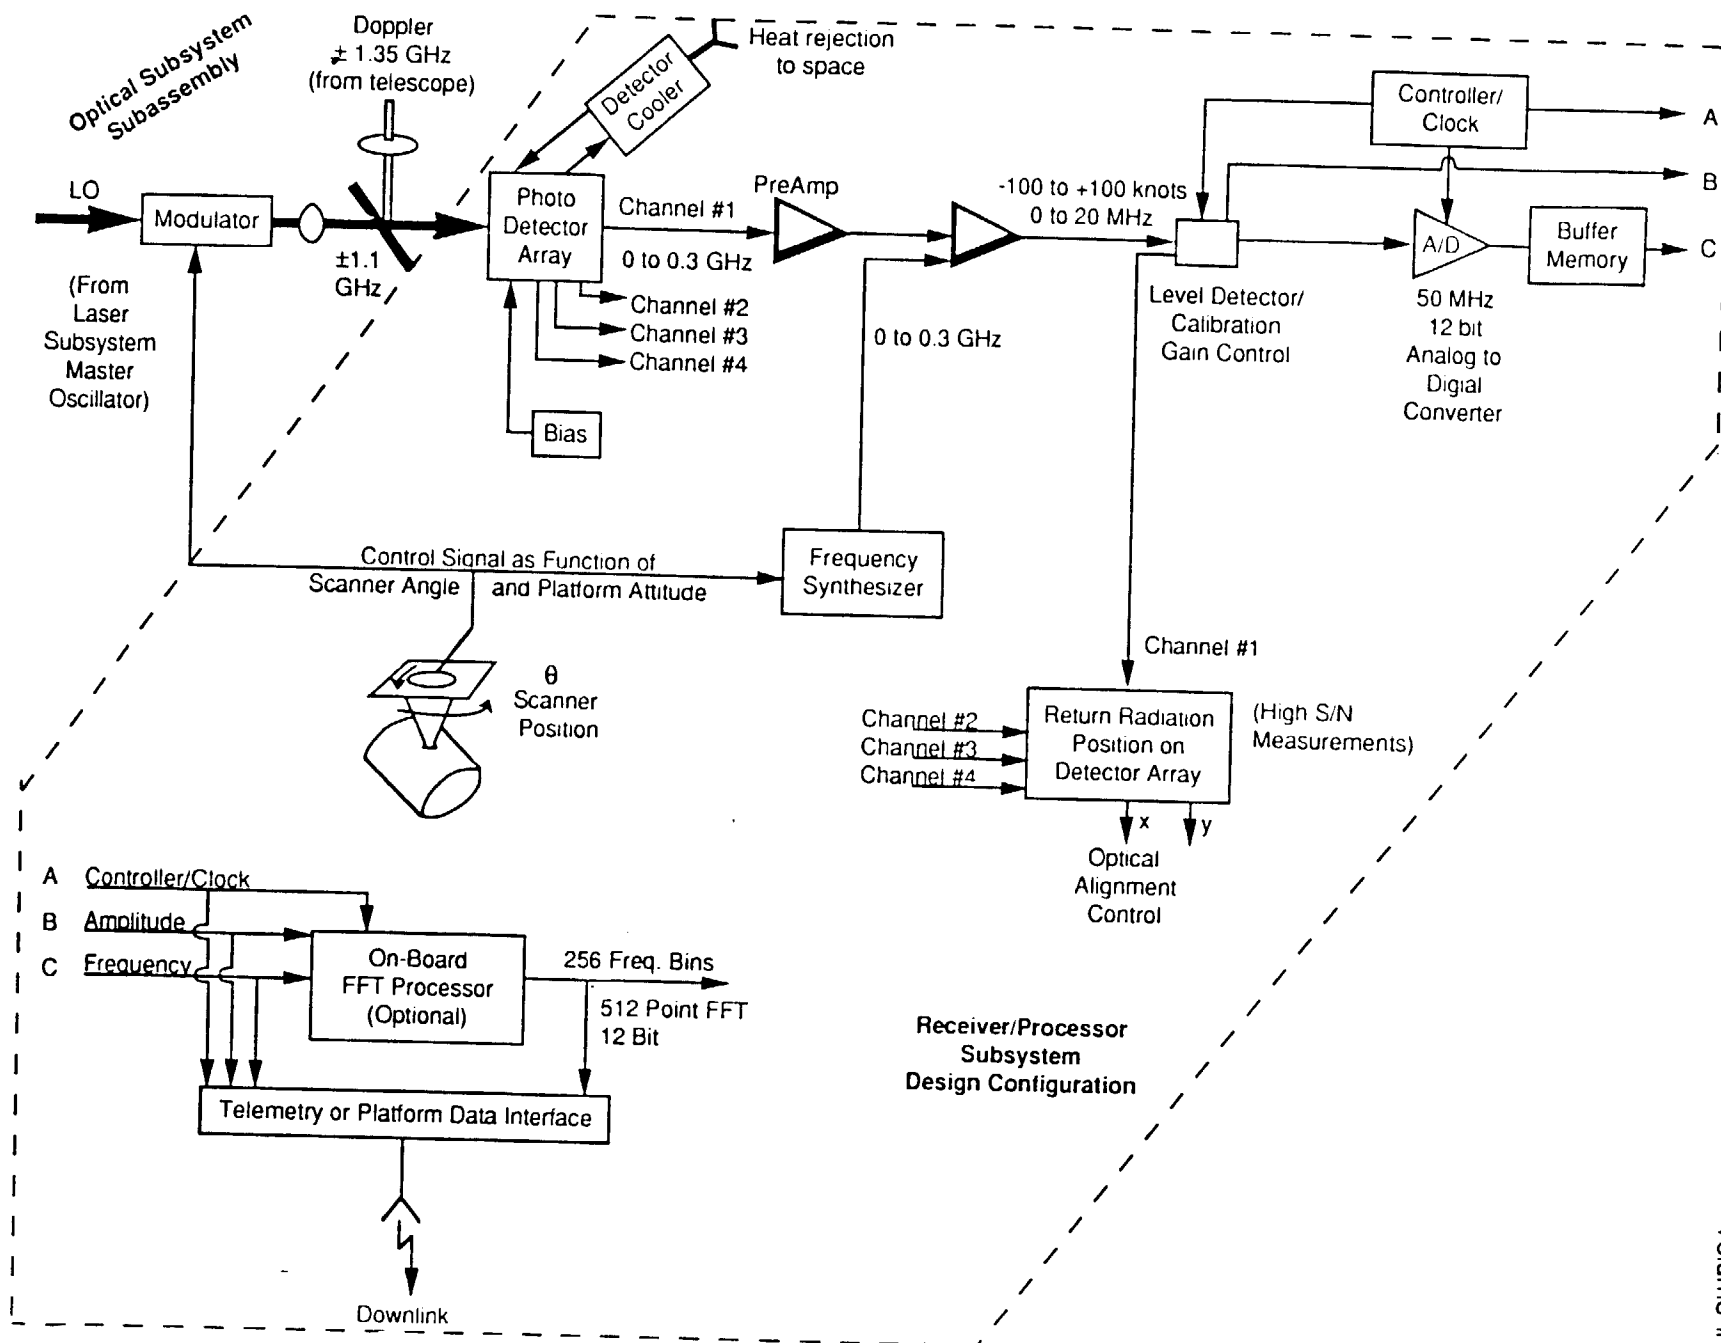 Optical Subsystem
Subassembly
Doppler
± 1.35 GHz
(from telescope)
Detector
Cooler
Heat rejection
to space
Controller/
Clock
A
B
C
LO
Modulator
±1.1
GHz
(From
Laser
Subsystem
Master
Oscillator)
Photo
Detector
Array
Channel #1
0 to 0.3 GHz
Channel #2
Channel #3
Channel #4
Bias
PreAmp
0 to 0.3 GHz
-100 to +100 knots
0 to 20 MHz
Level Detector/
Calibration
Gain Control
A/D
50 MHz
12 bit
Analog to
Digial
Converter
Buffer
Memory
Control Signal as Function of
Scanner Angle and Platform Attitude
Frequency
Synthesizer
θ
Scanner
Position
Channel #1
Channel #2
Channel #3
Channel #4
Return Radiation
Position on
Detector Array
(High S/N
Measurements)
x
y
Optical
Alignment
Control
A Controller/Clock
B Amplitude
C Frequency
On-Board
FFT Processor
(Optional)
256 Freq. Bins
512 Point FFT
12 Bit
Telemetry or Platform Data Interface
Downlink
Receiver/Processor
Subsystem
Design Configuration